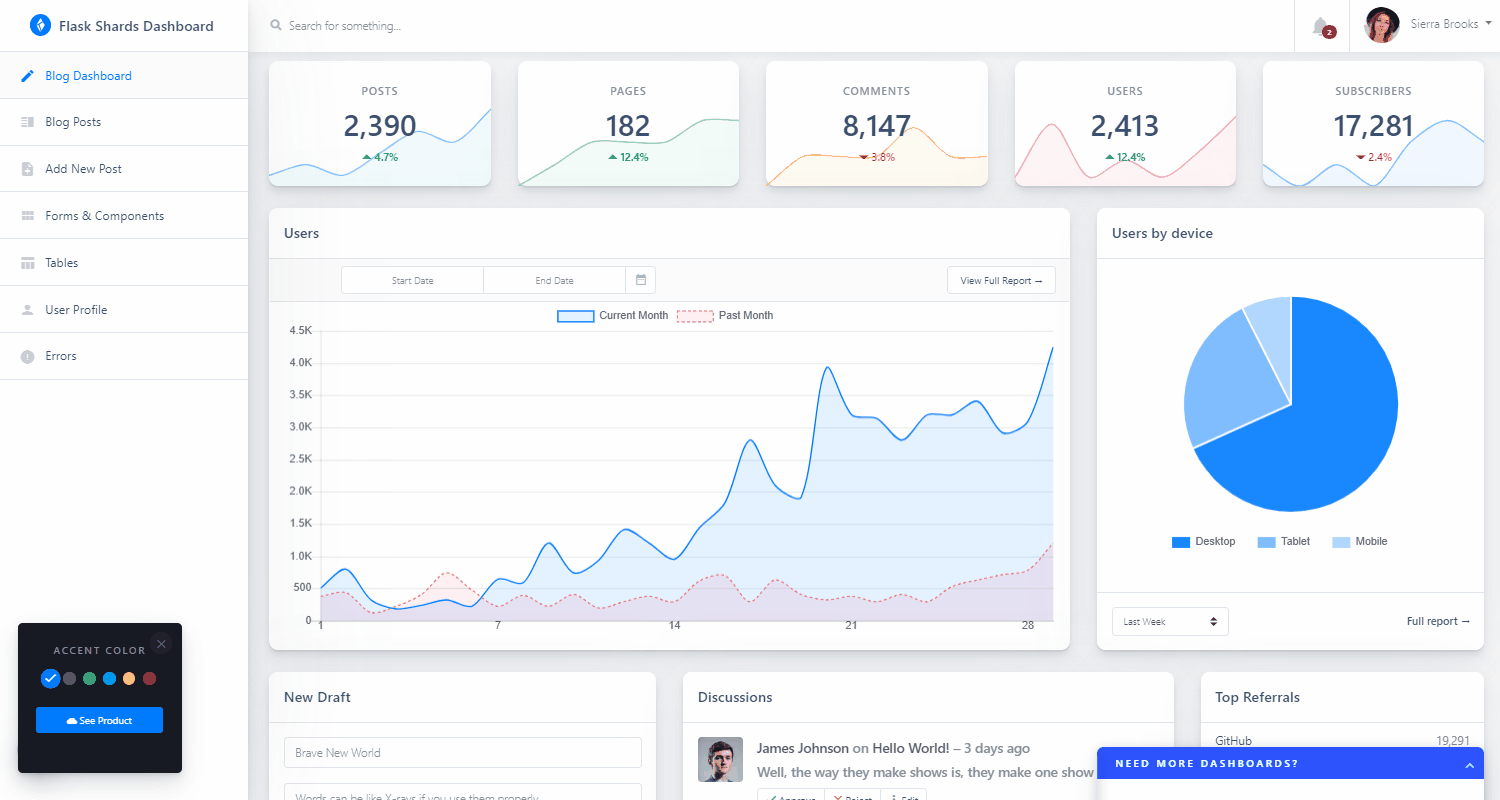 Flask Shards Dashboard
Search for something...
2
Sierra Brooks
Blog Dashboard
Blog Posts
Add New Post
Forms & Components
Tables
User Profile
Errors
POSTS
2,390
4.7%
PAGES
182
12.4%
COMMENTS
8,147
3.8%
USERS
2,413
12.4%
SUBSCRIBERS
17,281
2.4%
Users
Start Date
End Date
View Full Report →
Current Month
Past Month
4.5K
4.0K
3.5K
3.0K
2.5K
2.0K
1.5K
1.0K
500
0
1
7
14
21
28
Users by device
Desktop
Tablet
Mobile
Last Week
Full report →
ACCENT COLOR
See Product
New Draft
Brave New World
Words can be like X-rays if you use them properly
Discussions
James Johnson on Hello World! – 3 days ago
Well, the way they make shows is, they make one show
Approve
Reject
Edit
Top Referrals
GitHub
19,291
NEED MORE DASHBOARDS?